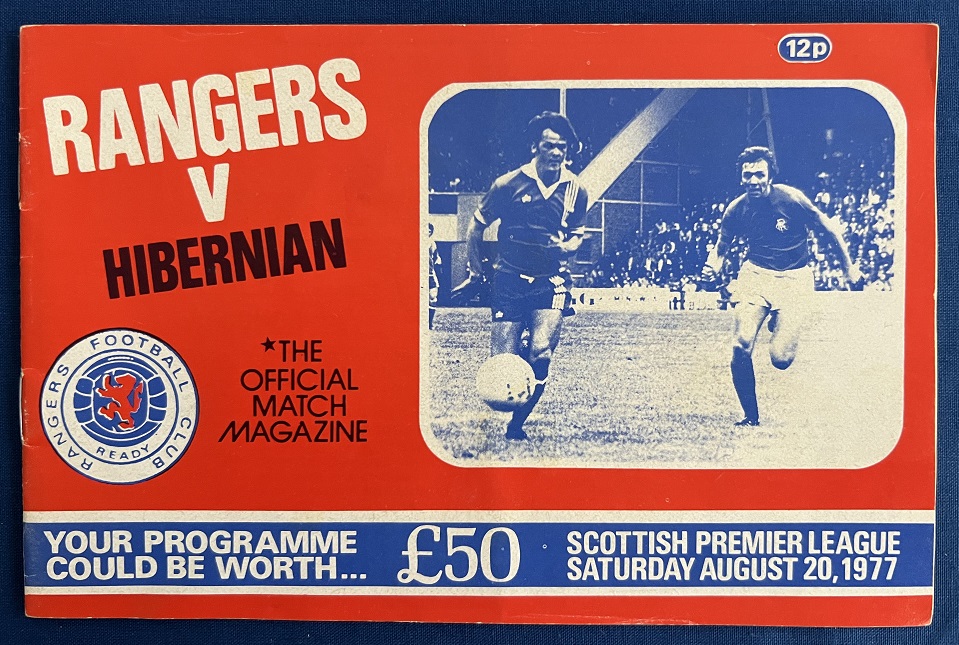 12p
RANGERS
V
HIBERNIAN
*THE
OFFICIAL
MATCH
MAGAZINE
RANGERS FOOTBALL CLUB
READY
YOUR PROGRAMME
COULD BE WORTH...
£50
SCOTTISH PREMIER LEAGUE
SATURDAY AUGUST 20, 1977